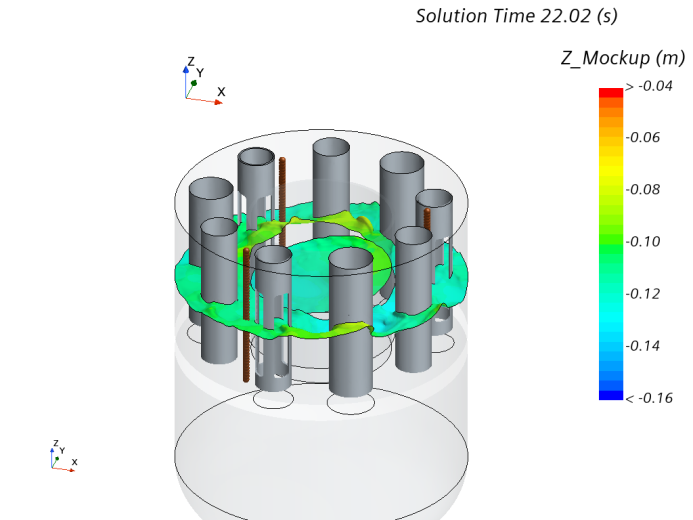 Solution Time 22.02 (s)
Z_Mockup (m)
> -0.04
-0.06
-0.08
-0.10
-0.12
-0.14
< -0.16
Z
Y
X
Z
Y
X